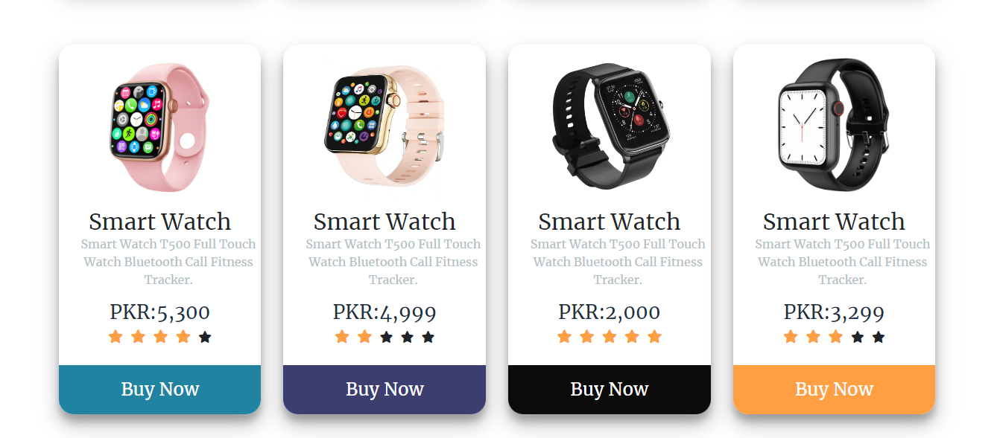 Smart Watch
Smart Watch T500 Full Touch
Watch Bluetooth Call Fitness
Tracker.
PKR:5,300
Buy Now
Smart Watch
Smart Watch T500 Full Touch
Watch Bluetooth Call Fitness
Tracker.
PKR:4,999
Buy Now
Smart Watch
Smart Watch T500 Full Touch
Watch Bluetooth Call Fitness
Tracker.
PKR:2,000
Buy Now
Smart Watch
Smart Watch T500 Full Touch
Watch Bluetooth Call Fitness
Tracker.
PKR:3,299
Buy Now